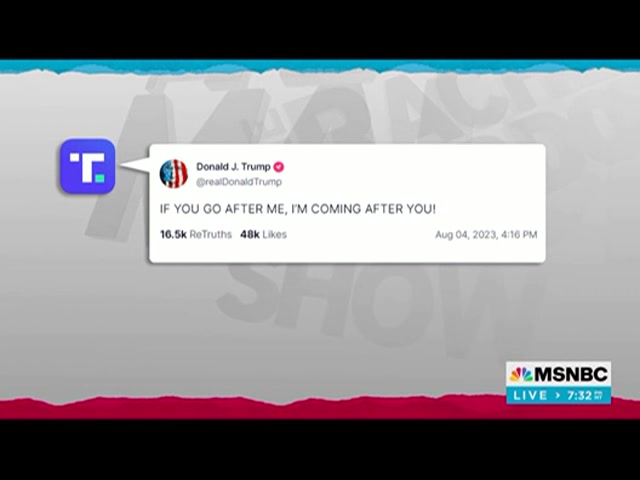 T.
Donald J. Trump
@realDonaldTrump
IF YOU GO AFTER ME, I'M COMING AFTER YOU!
16.5k ReTruths 48k Likes Aug 04, 2023, 4:16 PM
SHOW
MSNBC
LIVE > 7:32